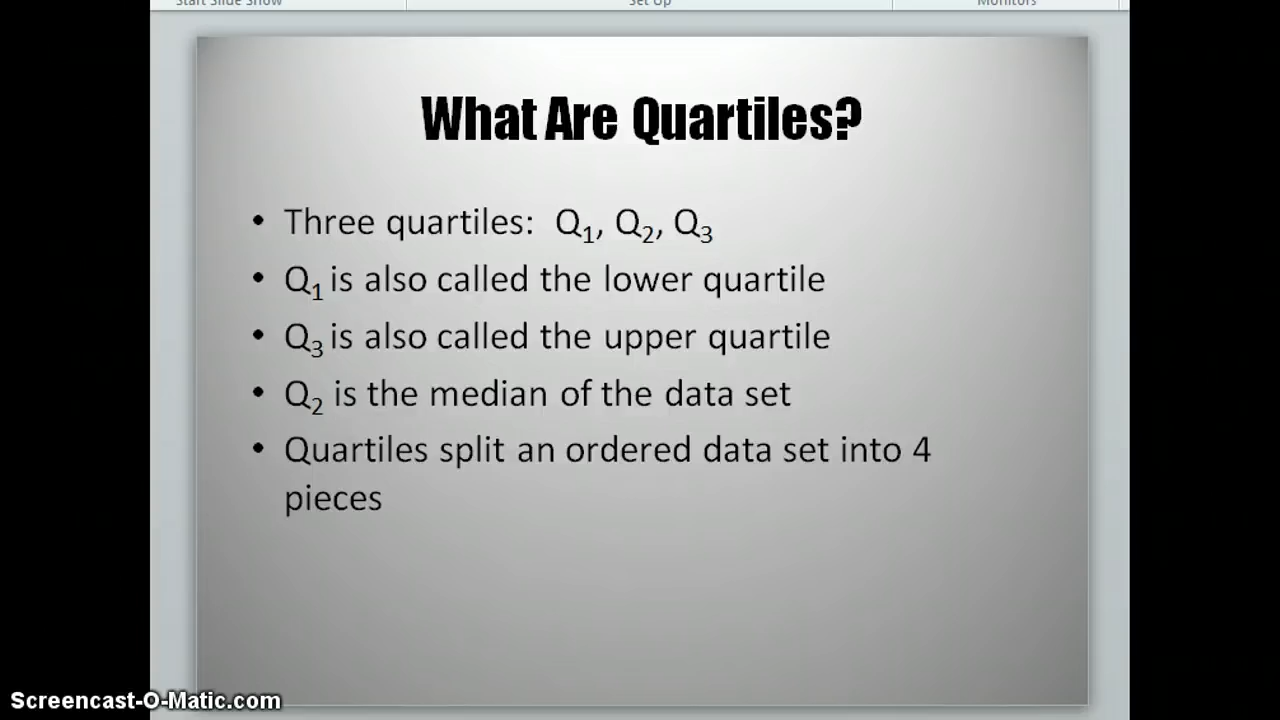 Start Slide Show Set Up Monitors
What Are Quartiles?
• Three quartiles: Q₁, Q₂, Q₃
• Q₁ is also called the lower quartile
• Q₃ is also called the upper quartile
• Q₂ is the median of the data set
• Quartiles split an ordered data set into 4
pieces
Screencast-O-Matic.com